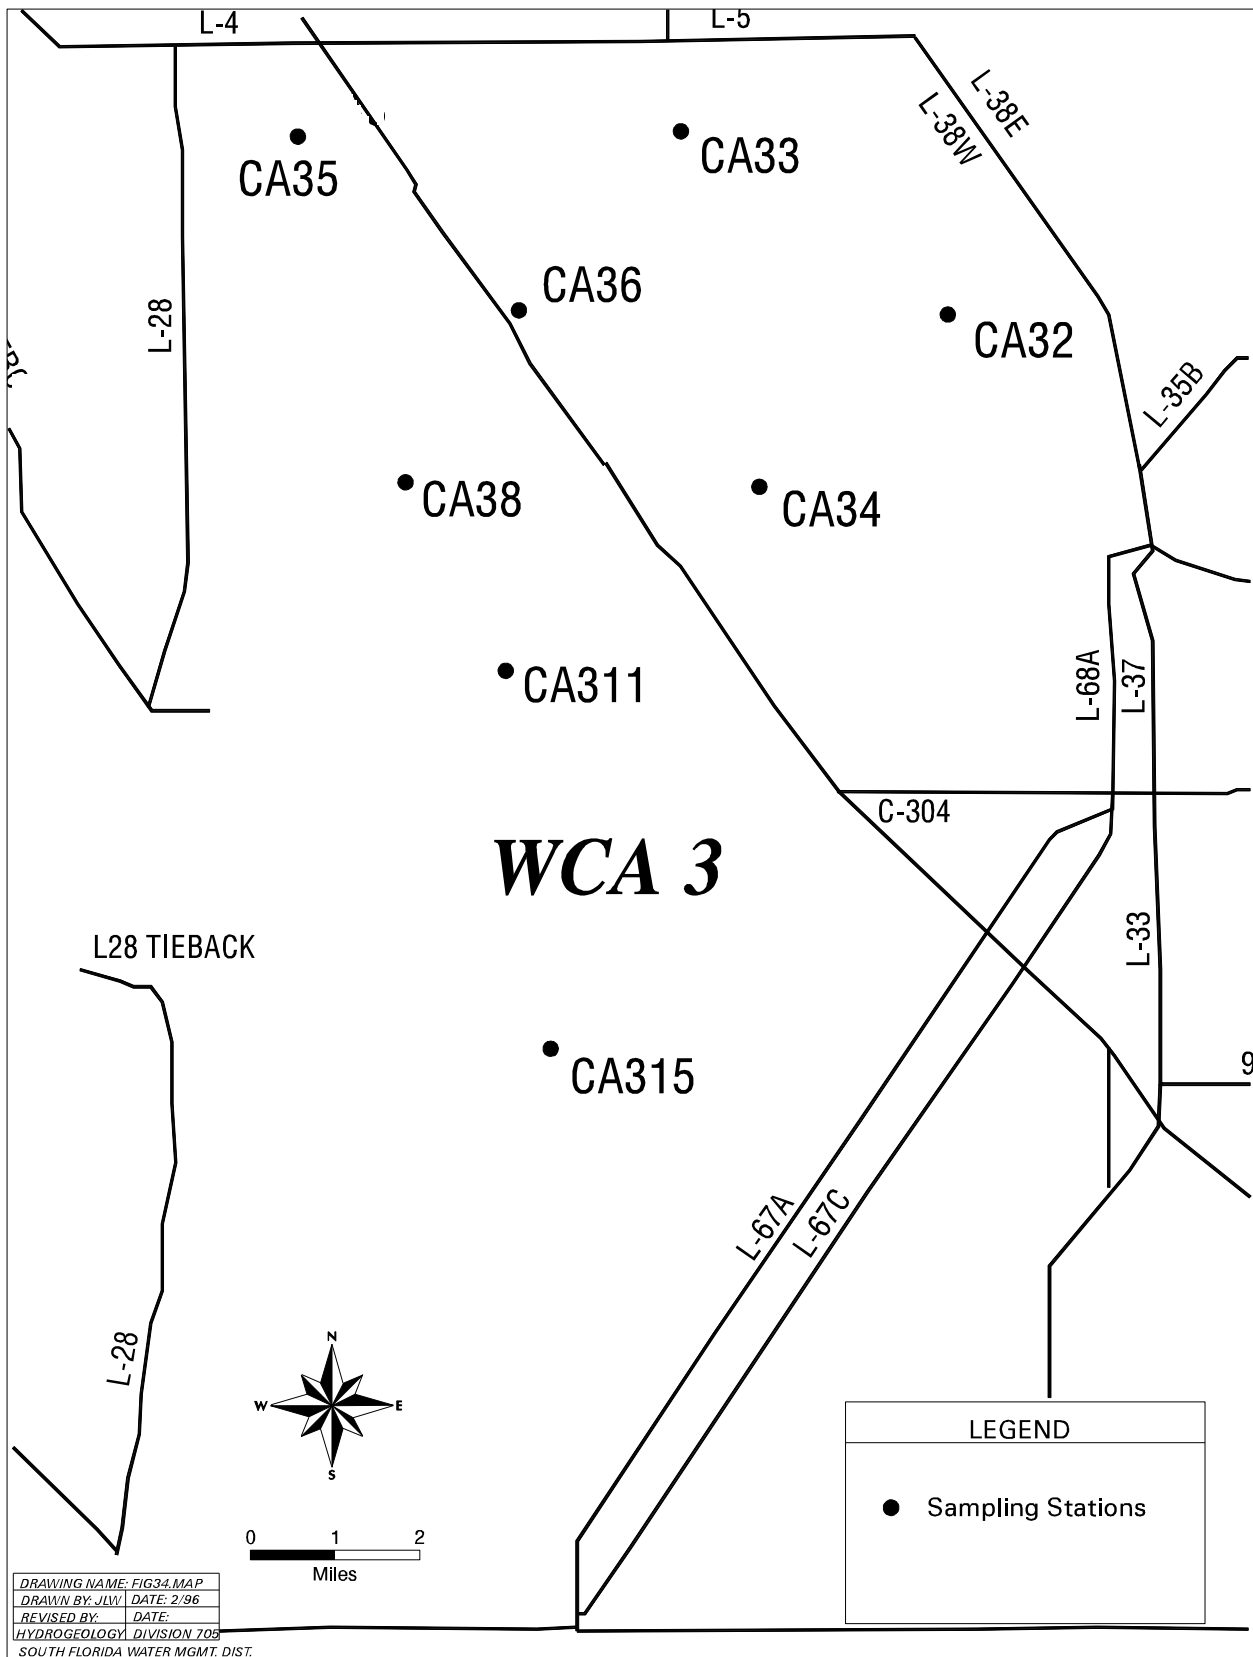 L-4
L-5
L-38E
L-38W
CA35
CA33
CA36
CA32
L-28
L-35B
CA38
CA34
CA311
L-68A
L-37
C-304
WCA 3
L-33
L28 TIEBACK
CA315
9
L-67A
L-67C
L-28
N
W E
S
LEGEND
Sampling Stations
0 1 2
Miles
DRAWING NAME: FIG34.MAP
DRAWN BY: JLW DATE: 2/96
REVISED BY: DATE:
HYDROGEOLOGY DIVISION 705
SOUTH FLORIDA WATER MGMT. DIST.